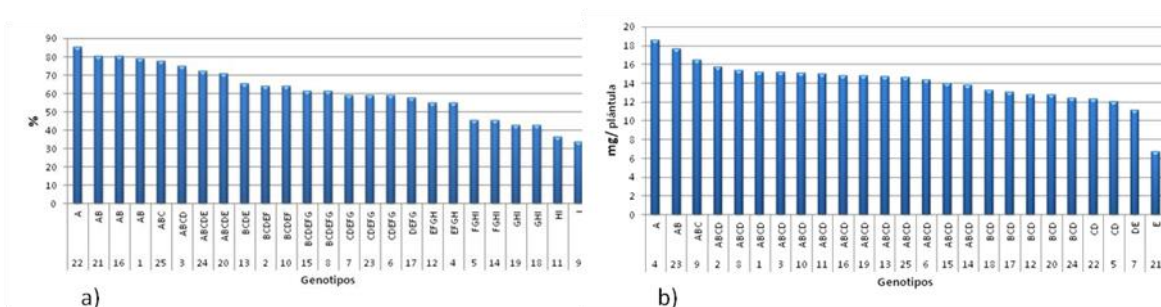 90
80
70
60
50
40
30
20
10
0
%
A AB AB AB ABC ABCD ABCDE ABCDE BCDE BCDEF BCDEF BCDEFG BCDEFG CDEFG CDEFG CDEFG DEFG EFGH EFGH FGHI FGHI GHI GHI HI I
22 21 16 1 25 3 24 20 13 2 10 15 8 7 23 6 17 12 4 5 14 19 18 11 9
Genotipos
a)
20
18
16
14
12
10
8
6
4
2
0
mg/ plántula
A AB ABC ABCD ABCD ABCD ABCD ABCD ABCD ABCD ABCD ABCD ABCD ABCD ABCD ABCD BCD BCD BCD BCD BCD CD CD DE E
4 23 9 2 8 1 3 10 11 16 19 13 25 6 15 14 18 17 12 20 24 22 5 7 21
Genotipos
b)